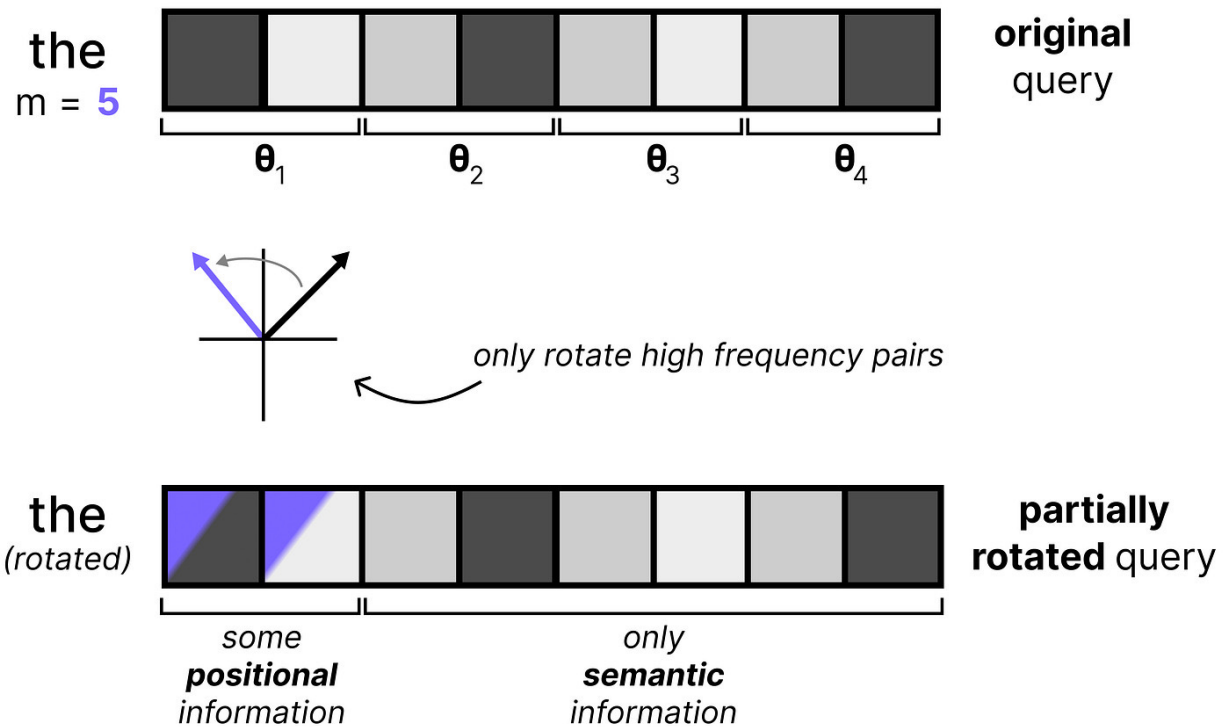 the
m = 5
original
query
θ1
θ2
θ3
θ4
only rotate high frequency pairs
the
(rotated)
partially
rotated query
some
positional
information
only
semantic
information